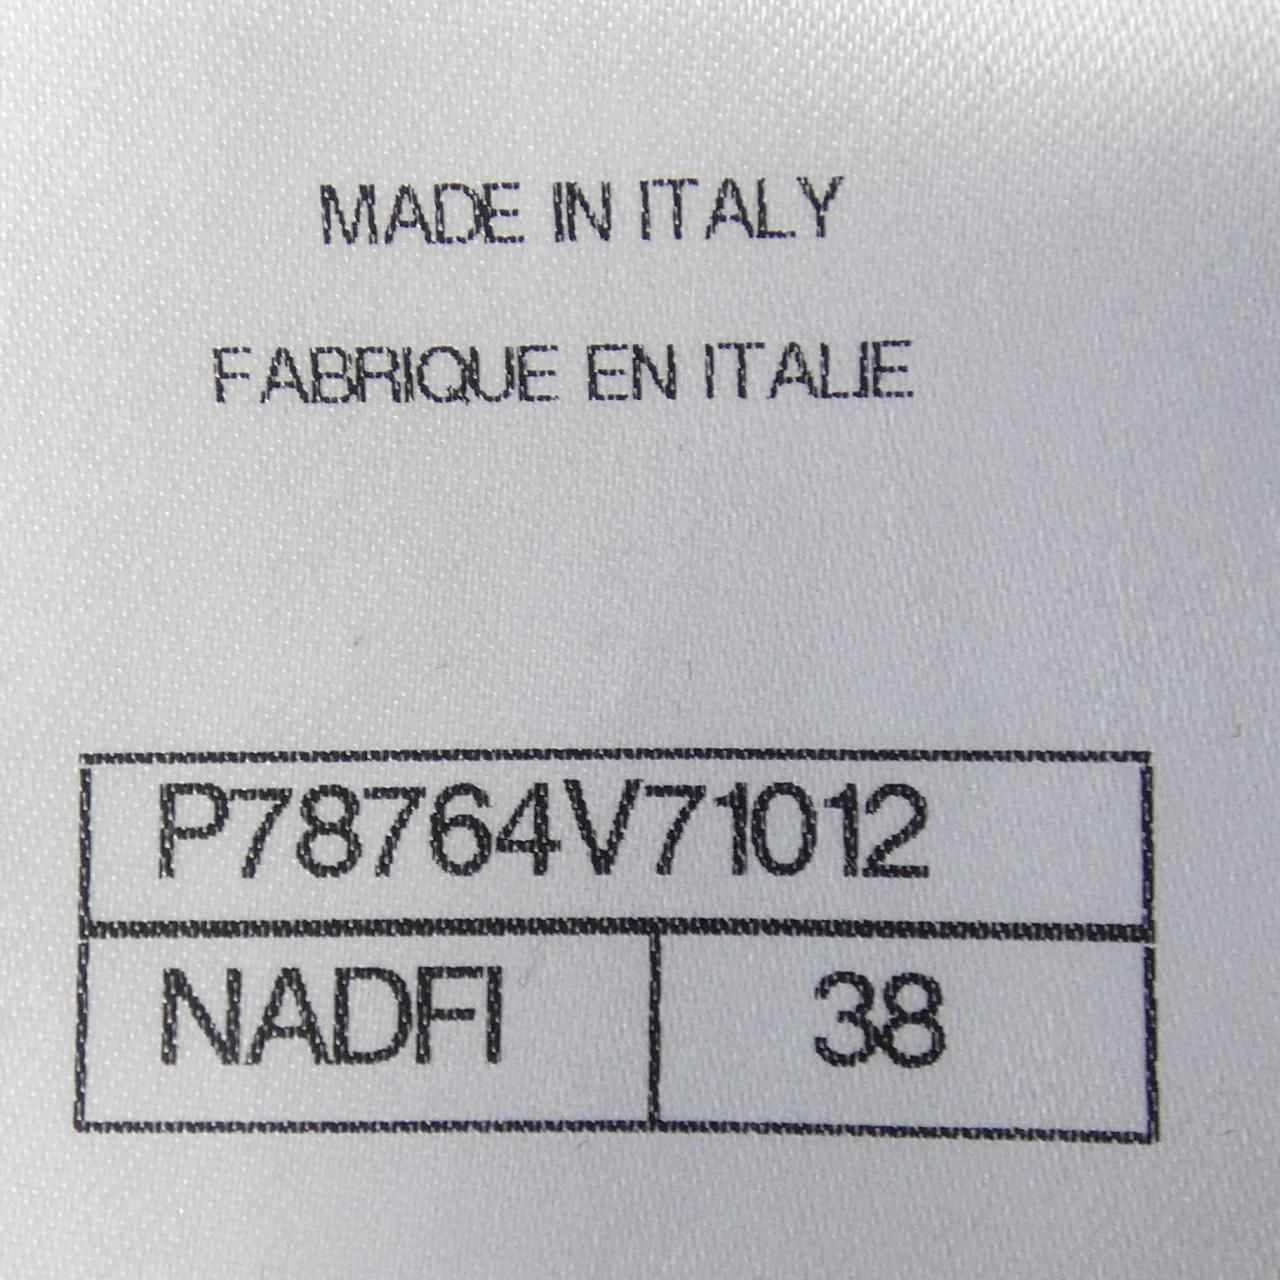 MADE IN ITALY
FABRIQUE EN ITALIE
P78764V71012
NADFI 38